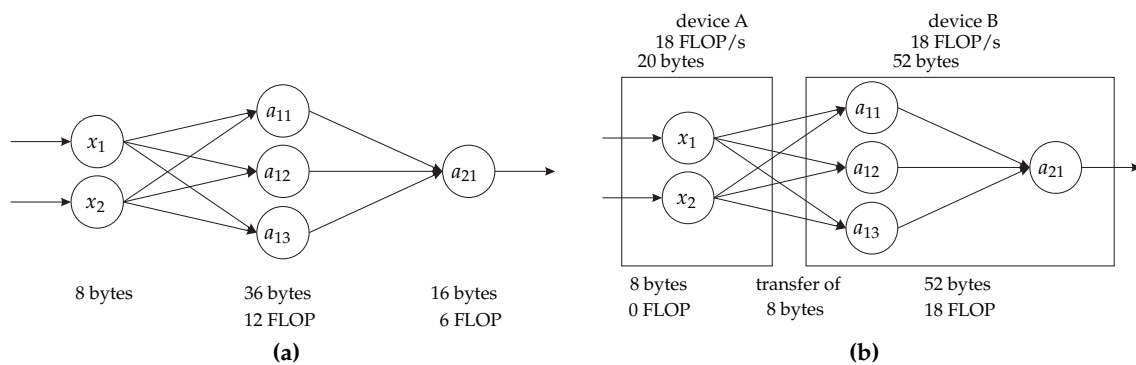 x1
x2
a11
a12
a13
a21
8 bytes
36 bytes
12 FLOP
16 bytes
6 FLOP
(a)
device A
18 FLOP/s
20 bytes
device B
18 FLOP/s
52 bytes
x1
x2
a11
a12
a13
a21
8 bytes
0 FLOP
transfer of
8 bytes
52 bytes
18 FLOP
(b)